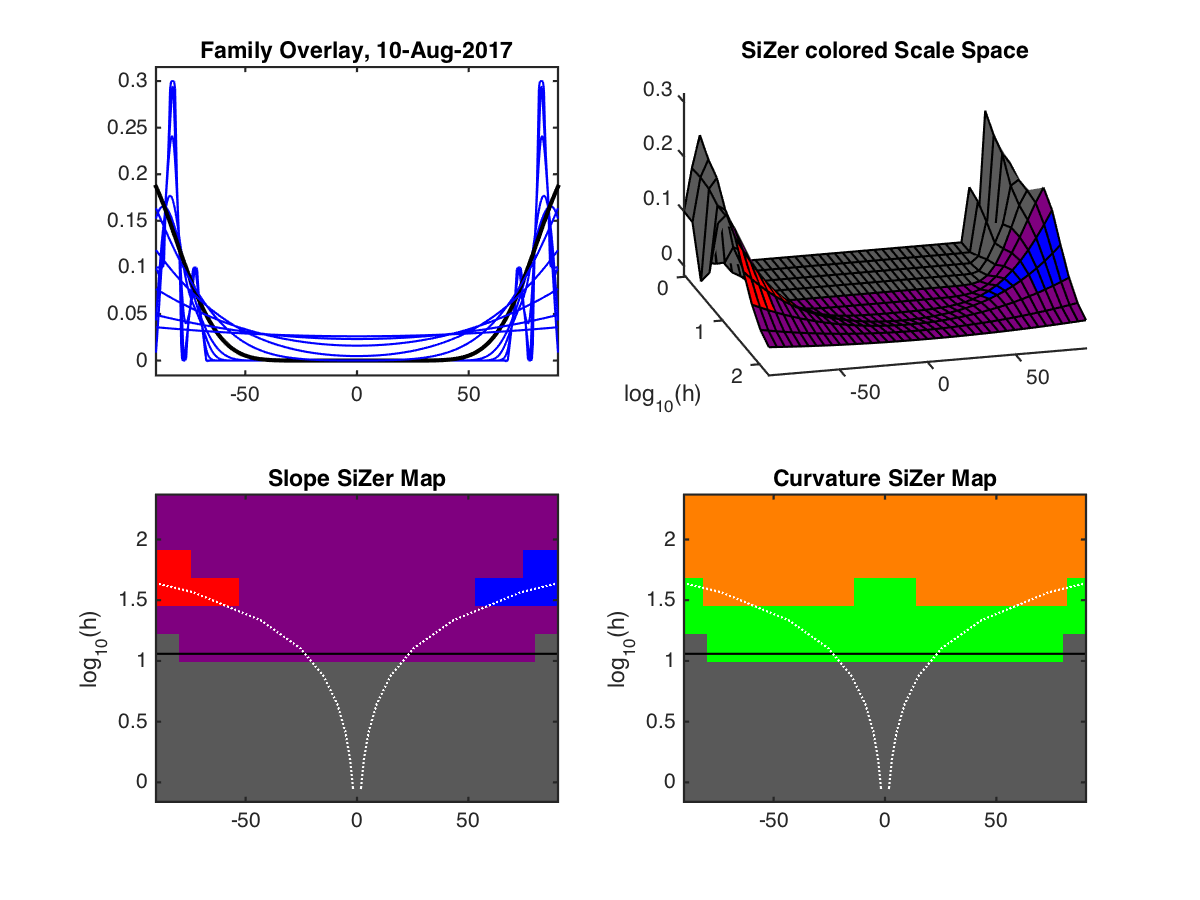 Family Overlay, 10-Aug-2017
0.3
0.25
0.2
0.15
0.1
0.05
0
-50 0 50
SiZer colored Scale Space
0.3
0.2
0.1
0
0
1
2
log10(h)
-50
0
50
Slope SiZer Map
2
1.5
1
0.5
0
log10(h)
-50 0 50
Curvature SiZer Map
2
1.5
1
0.5
0
log10(h)
-50 0 50